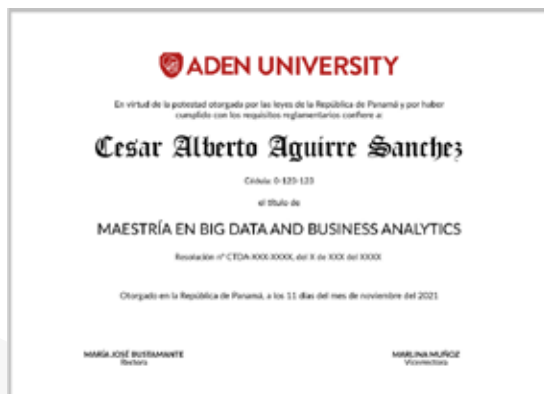 ADEN UNIVERSITY
En virtud de la potestad otorgada por las leyes de la República de Panamá y por haber
cumplido con los requisitos reglamentarios confiere a:
Cesar Alberto Aguirre Sanchez
Cédula: 0-123-123
el título de
MAESTRÍA EN BIG DATA AND BUSINESS ANALYTICS
Resolución nº CTDA-XXX-XXXX, del X de XXX del XXXX
Otorgado en la República de Panamá, a los 11 días del mes de noviembre del 2021
MARÍA JOSÉ BUSTAMANTE
Rectora
MARLINA MUÑOZ
Vicerrectora